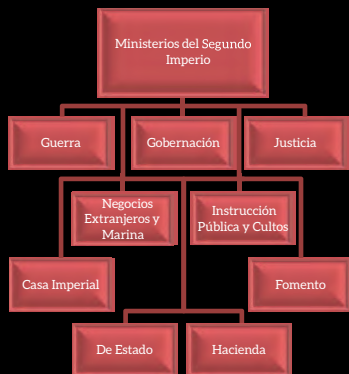 Ministerios del Segundo
Imperio
Guerra
Gobernación
Justicia
Negocios
Extranjeros y
Marina
Instrucción
Pública y Cultos
Casa Imperial
Fomento
De Estado
Hacienda